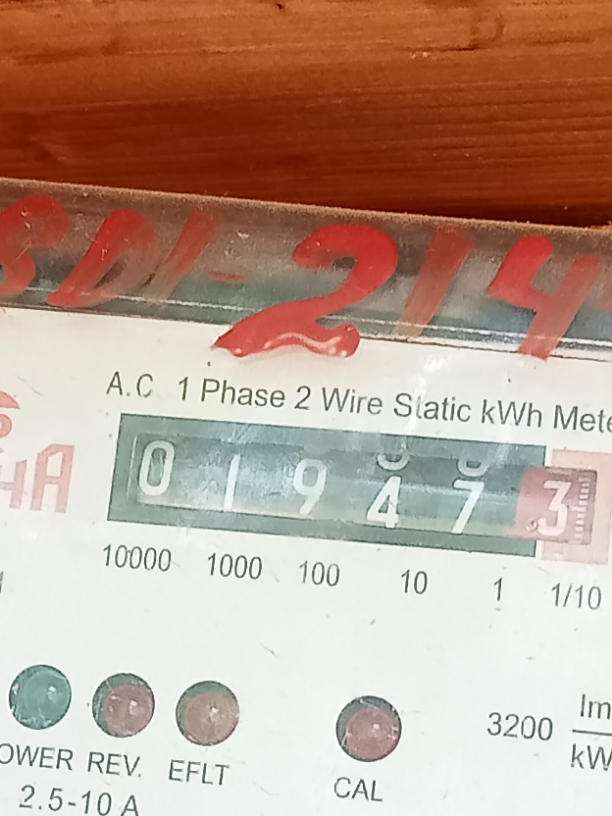 SDI-214
A.C 1 Phase 2 Wire Static kWh Mete
HA
0 1 9 4 7 3
10000 1000 100 10 1 1/10
3200 Im
kW
OWER REV. EFLT CAL
2.5-10 A